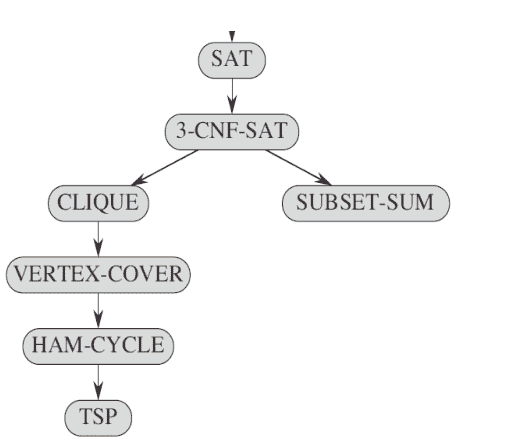 SAT
3-CNF-SAT
CLIQUE
SUBSET-SUM
VERTEX-COVER
HAM-CYCLE
TSP